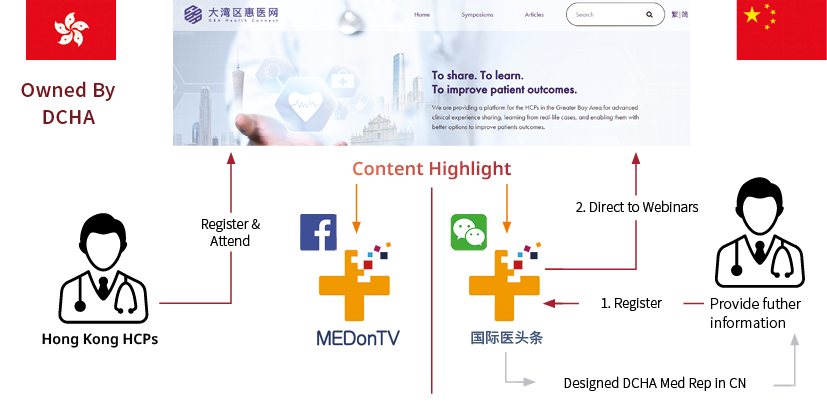 大湾区惠医网
GBA Health Connect
Home
Symposiums
Articles
Search
繁|简
Owned By
DCHA
To share. To learn.
To improve patient outcomes.
We are providing a platform for the HCPs in the Greater Bay Area for advanced
clinical experience sharing, learning from real-life cases, and enabling them with
better options to improve patients outcomes.
Content Highlight
Register &
Attend
2. Direct to Webinars
1. Register
Provide futher
information
Hong Kong HCPs
MEDonTV
国际医头条
Designed DCHA Med Rep in CN